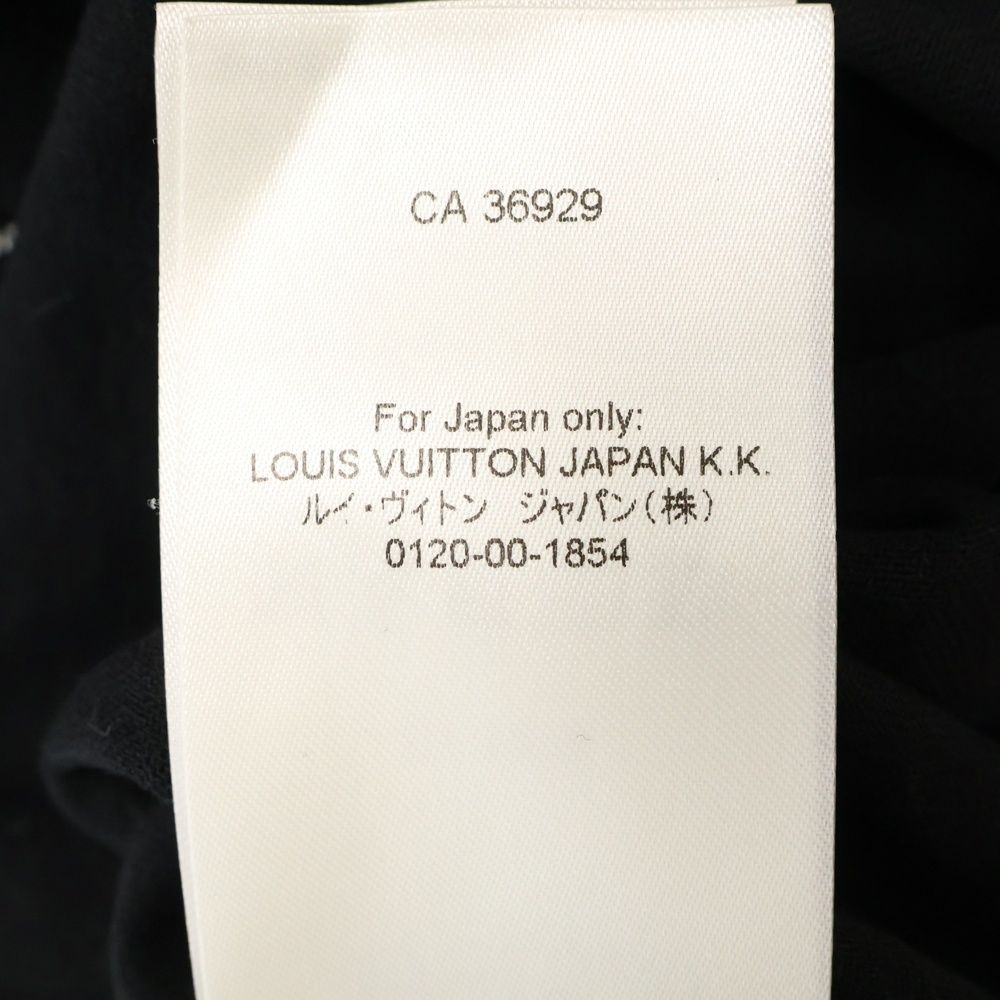 CA 36929
For Japan only:
LOUIS VUITTON JAPAN K.K.
ルイ・ヴィトン ジャパン(株)
0120-00-1854